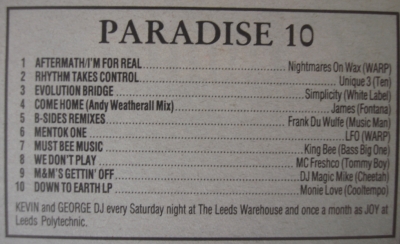 PARADISE 10
1 AFTERMATH/I'M FOR REAL Nightmares On Wax (WARP)
2 RHYTHM TAKES CONTROL Unique 3 (Ten)
3 EVOLUTION BRIDGE Simplicity (White Label)
4 COME HOME (Andy Weatherall Mix) James (Fontana)
5 B-SIDES REMIXES Frank Du Wulfe (Music Man)
6 MENTOK ONE LFO (WARP)
7 MUST BEE MUSIC King Bee (Bass Big One)
8 WE DON'T PLAY MC Freshco (Tommy Boy)
9 M&M'S GETTIN' OFF DJ Magic Mike (Cheetah)
10 DOWN TO EARTH LP Monie Love (Cooltempo)
KEVIN and GEORGE DJ every Saturday night at The Leeds Warehouse and once a month as JOY at
Leeds Polytechnic.